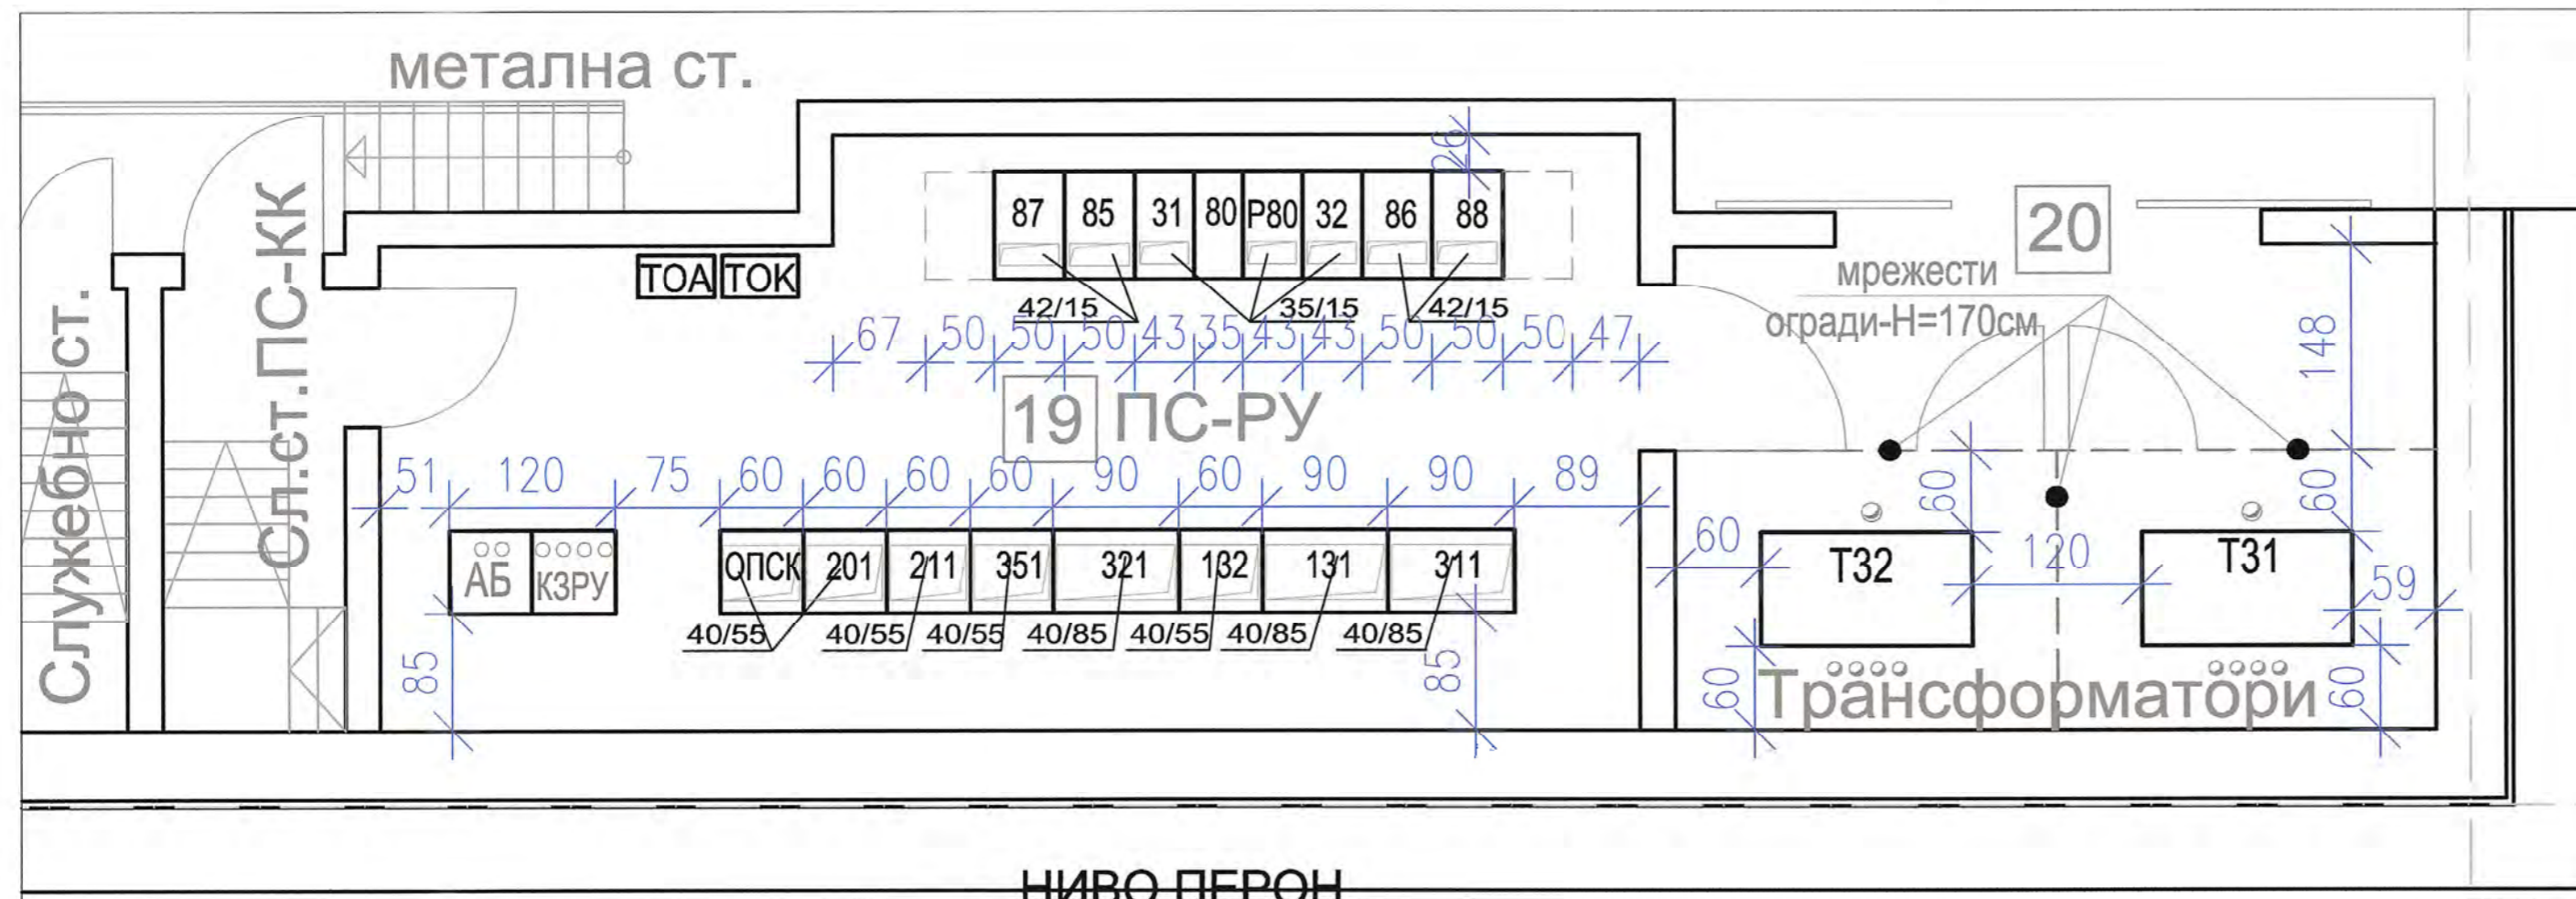 метална ст.
Служебно ст.
Сл.ст.ПС-КК
ТОА ТОК
87 85 31 80 Р80 32 86 88
26
42/15 35/15 42/15
67 50 50 50 43 35 43 43 50 50 50 47
19 ПС-РУ
20
мрежести
огради-Н=170см
148
51 120 75 60 60 60 60 90 60 90 90 89
АБ КЗРУ
ОПСК 201 211 351 321 132 131 311
40/55 40/55 40/55 40/85 40/55 40/85 40/85
85 85
60 60 60
Т32 120 Т31
59
60 60
Трансформатори
НИВО ПЕРОН